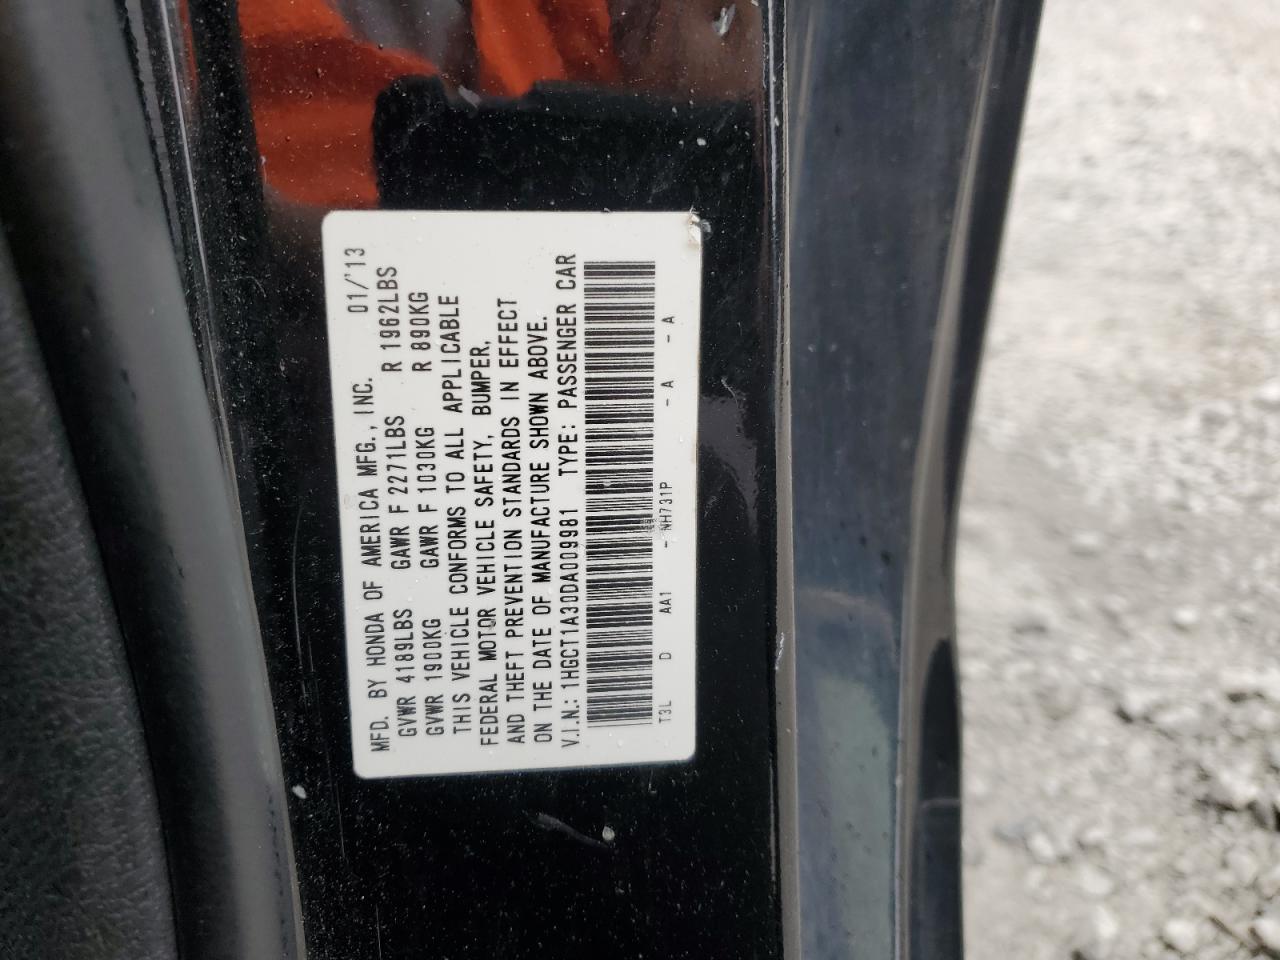 MFD. BY HONDA OF AMERICA MFG., INC. 01/'13
GVWR 4189LBS GAWR F 2271LBS R 1962LBS
GVWR 1900KG GAWR F 1030KG R 890KG
THIS VEHICLE CONFORMS TO ALL APPLICABLE
FEDERAL MOTOR VEHICLE SAFETY, BUMPER,
AND THEFT PREVENTION STANDARDS IN EFFECT
ON THE DATE OF MANUFACTURE SHOWN ABOVE.
V.I.N.: 1HGCT1A30DA009981 TYPE: PASSENGER CAR
T3L D AA1 - NH731P - A - A